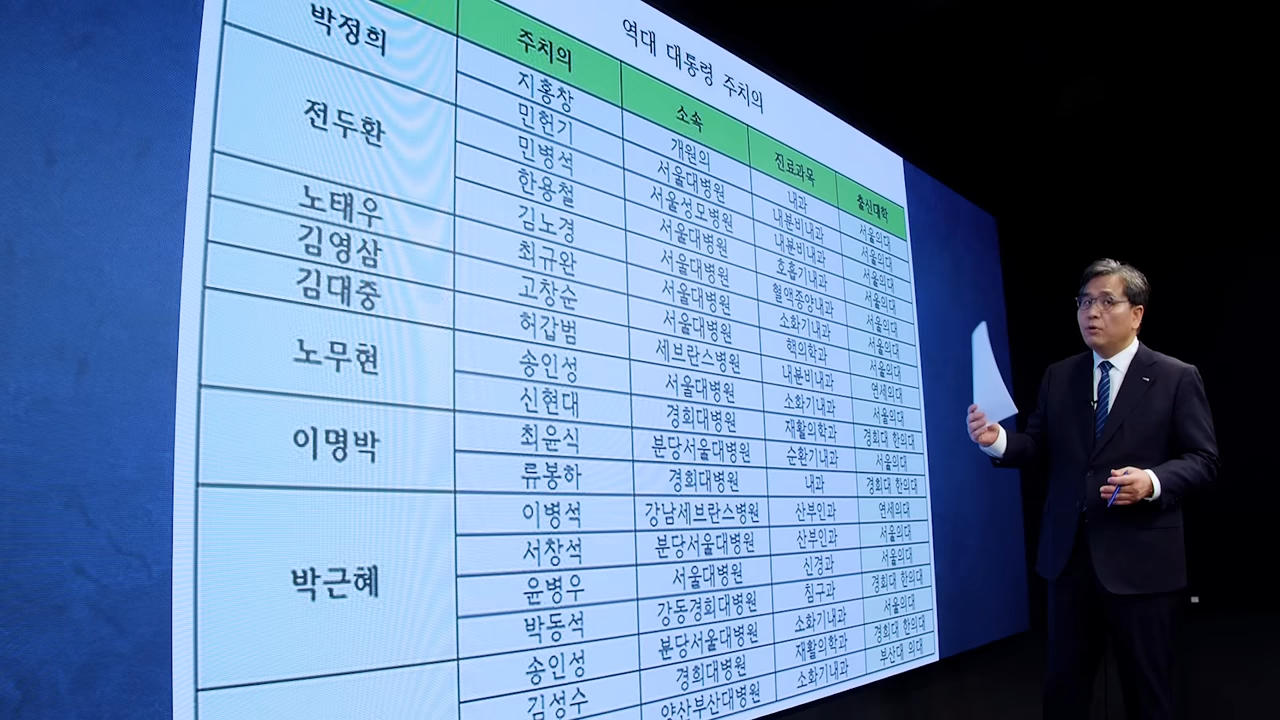 역대 대통령 주치의
주치의 소속 진료과목 출신대학
박정희 지홍창 개원의 내과 서울의대
민헌기 서울대병원 내분비내과 서울의대
전두환 민병석 서울성모병원 내분비내과 서울의대
한용철 서울대병원 호흡기내과 서울의대
김노경 서울대병원 혈액종양내과 서울의대
노태우 최규완 서울대병원 소화기내과 서울의대
김영삼 고창순 서울대병원 핵의학과 서울의대
김대중 허갑범 세브란스병원 내분비내과 연세의대
노무현 송인성 서울대병원 소화기내과 서울의대
신현대 경희대병원 재활의학과 경희대 한의대
이명박 최윤식 분당서울대병원 순환기내과 서울의대
류봉하 경희대병원 내과 경희대 한의대
박근혜 이병석 강남세브란스병원 산부인과 연세의대
서창석 분당서울대병원 산부인과 서울의대
윤병우 서울대병원 신경과 서울의대
박동석 강동경희대병원 침구과 경희대 한의대
송인성 분당서울대병원 소화기내과 서울의대
김성수 경희대병원 재활의학과 경희대 한의대
양산부산대병원 소화기내과 부산대 의대